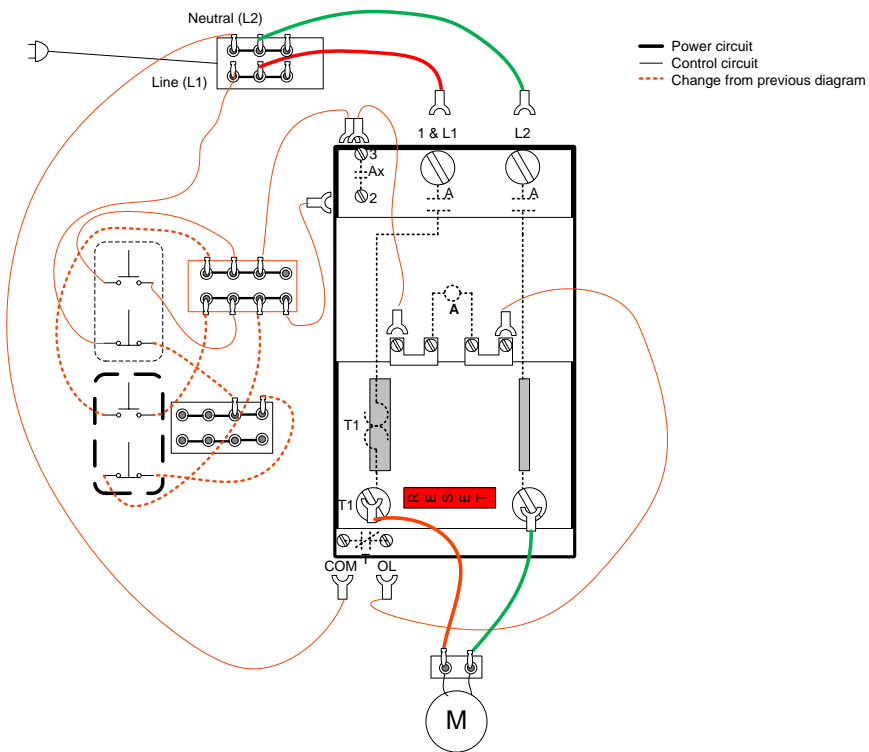 Neutral (L2)
Line (L1)
Power circuit
Control circuit
Change from previous diagram
1 & L1
L2
3
Ax
2
A
A
A
T1
T1
RESET
T
COM
OL
M